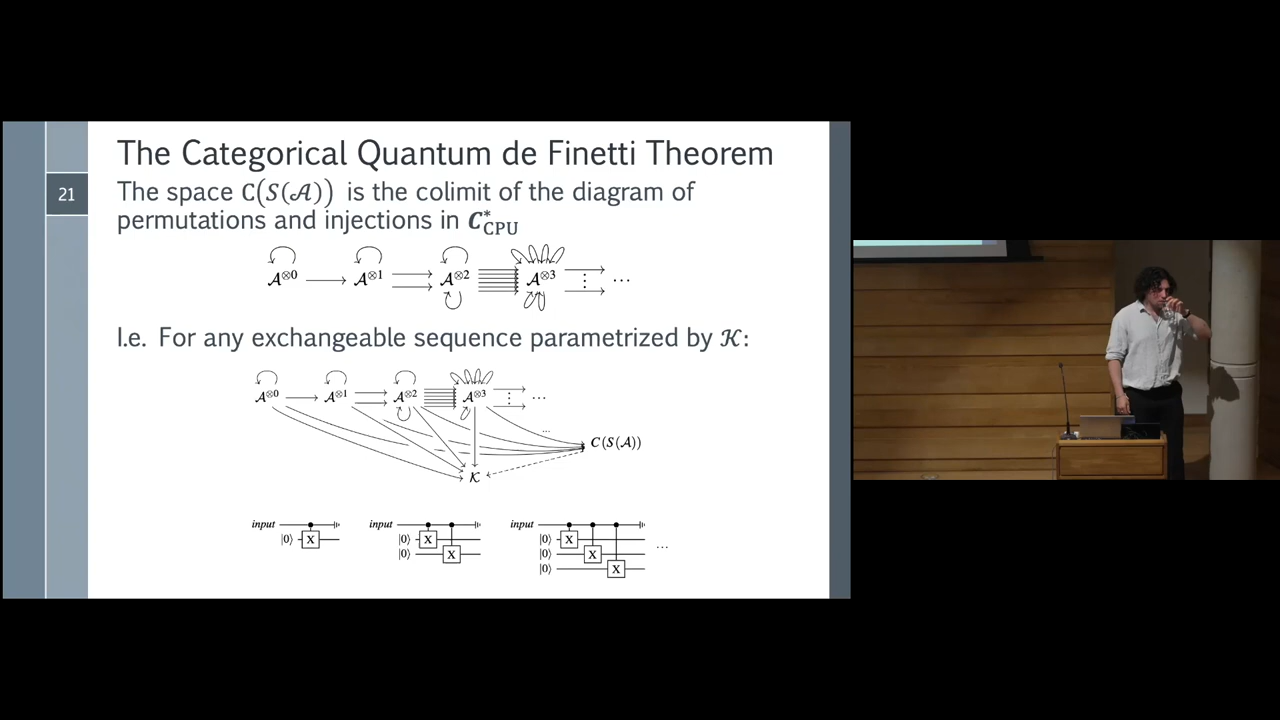 The Categorical Quantum de Finetti Theorem
21
The space C(S(𝒜)) is the colimit of the diagram of
permutations and injections in C*CPU
𝒜⊗0 𝒜⊗1 𝒜⊗2 𝒜⊗3 ⋮ ⋯
I.e. For any exchangeable sequence parametrized by 𝒦:
𝒜⊗0 𝒜⊗1 𝒜⊗2 𝒜⊗3 ⋮ ⋯
...
C(S(𝒜))
𝒦
input input input
|0⟩ X |0⟩ X |0⟩ X
|0⟩ X |0⟩ X ...
|0⟩ X